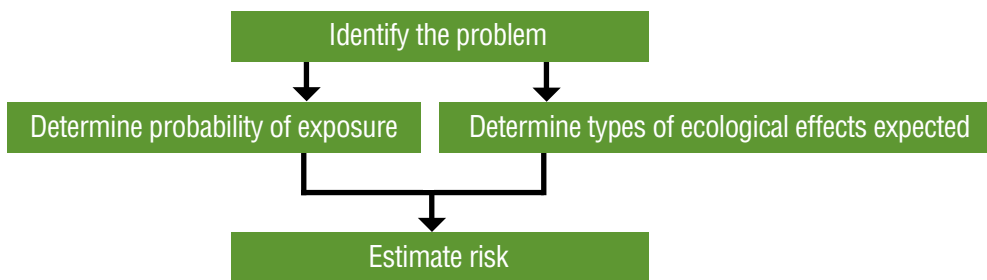 Identify the problem
Determine probability of exposure
Determine types of ecological effects expected
Estimate risk